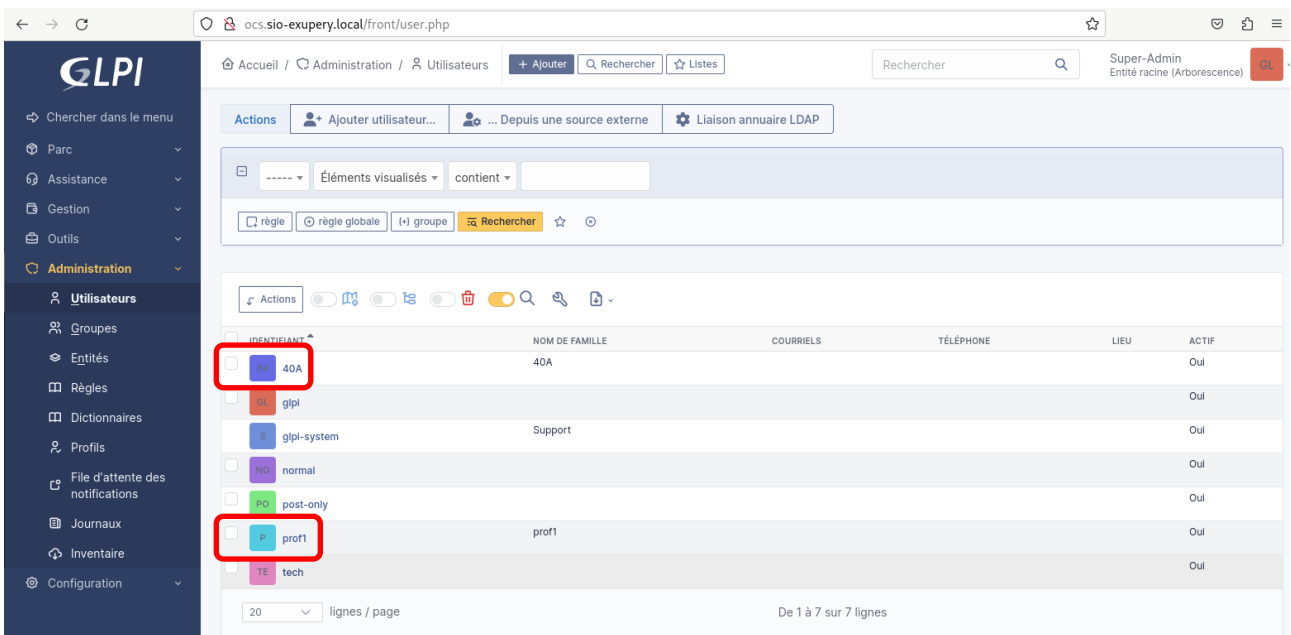 ocs.sio-exupery.local/front/user.php
GLPI
Accueil / Administration / Utilisateurs
+ Ajouter
Rechercher
Listes
Rechercher
Super-Admin
Entité racine (Arborescence)
GL
Chercher dans le menu
Parc
Assistance
Gestion
Outils
Administration
Utilisateurs
Groupes
Entités
Règles
Dictionnaires
Profils
File d'attente des
notifications
Journaux
Inventaire
Configuration
Actions
Ajouter utilisateur...
... Depuis une source externe
Liaison annuaire LDAP
----- Éléments visualisés contient
règle
règle globale
(+) groupe
Rechercher
Actions
IDENTIFIANT NOM DE FAMILLE COURRIELS TÉLÉPHONE LIEU ACTIF
40A 40A Oui
GL glpi Oui
S glpi-system Support Oui
NO normal Oui
PO post-only Oui
P prof1 prof1 Oui
TE tech Oui
20 lignes / page De 1 à 7 sur 7 lignes